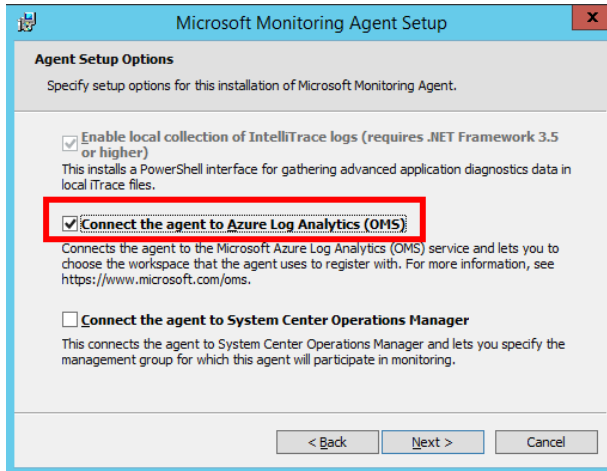 Microsoft Monitoring Agent Setup
x
Agent Setup Options
Specify setup options for this installation of Microsoft Monitoring Agent.
Enable local collection of IntelliTrace logs (requires .NET Framework 3.5
or higher)
This installs a PowerShell interface for gathering advanced application diagnostics data in
local iTrace files.
Connect the agent to Azure Log Analytics (OMS)
Connects the agent to the Microsoft Azure Log Analytics (OMS) service and lets you to
choose the workspace that the agent uses to register with. For more information, see
https://www.microsoft.com/oms.
Connect the agent to System Center Operations Manager
This connects the agent to System Center Operations Manager and lets you specify the
management group for which this agent will participate in monitoring.
< Back Next > Cancel